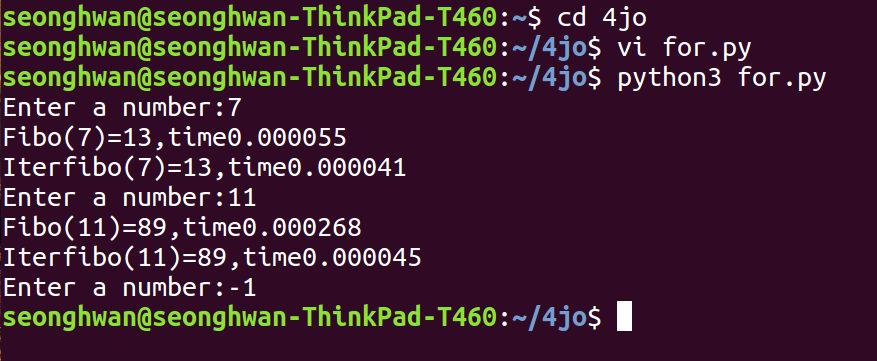 seonghwan@seonghwan-ThinkPad-T460:~$ cd 4jo
seonghwan@seonghwan-ThinkPad-T460:~/4jo$ vi for.py
seonghwan@seonghwan-ThinkPad-T460:~/4jo$ python3 for.py
Enter a number:7
Fibo(7)=13,time0.000055
Iterfibo(7)=13,time0.000041
Enter a number:11
Fibo(11)=89,time0.000268
Iterfibo(11)=89,time0.000045
Enter a number:-1
seonghwan@seonghwan-ThinkPad-T460:~/4jo$